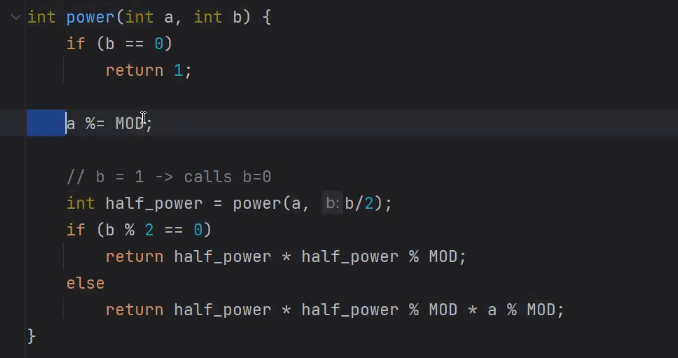 int power(int a, int b) {
    if (b == 0)
        return 1;
    a %= MOD;
    // b = 1 -> calls b=0
    int half_power = power(a, b: b/2);
    if (b % 2 == 0)
        return half_power * half_power % MOD;
    else
        return half_power * half_power % MOD * a % MOD;
}